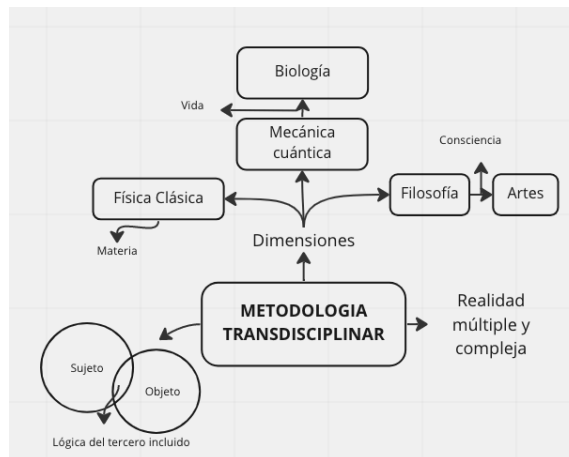 Biología
Vida
Mecánica
cuántica
Consciencia
Física Clásica
Filosofía
Artes
Materia
Dimensiones
METODOLOGIA
TRANSDISCIPLINAR
Realidad
múltiple y
compleja
Sujeto
Objeto
Lógica del tercero incluido